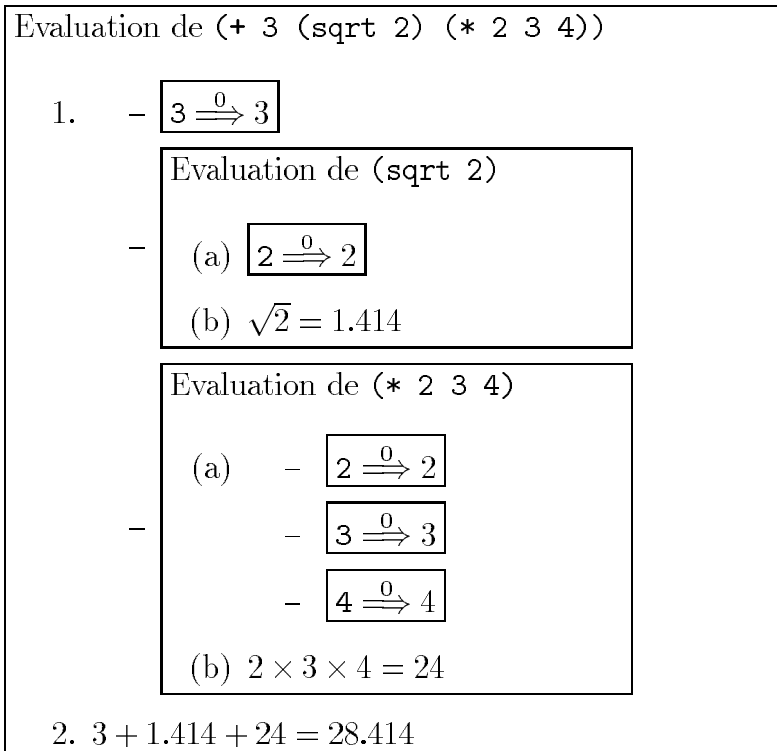 Evaluation de (+ 3 (sqrt 2) (* 2 3 4))
1. – 3 ⟹⁰ 3
Evaluation de (sqrt 2)
–
(a) 2 ⟹⁰ 2
(b) √2 = 1.414
Evaluation de (* 2 3 4)
(a) – 2 ⟹⁰ 2
– 3 ⟹⁰ 3
–
– 4 ⟹⁰ 4
(b) 2 × 3 × 4 = 24
2. 3 + 1.414 + 24 = 28.414